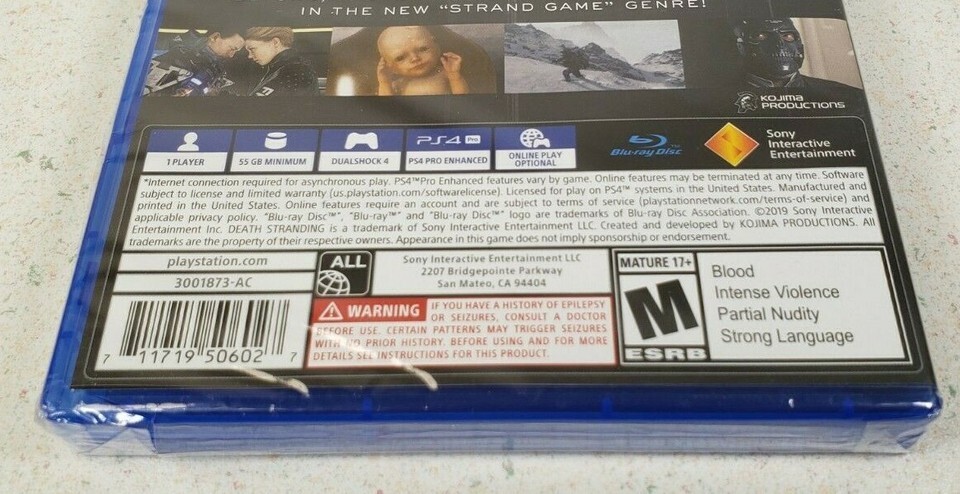 IN THE NEW “STRAND GAME” GENRE!
KOJIMA
PRODUCTIONS
1 PLAYER
55 GB MINIMUM
DUALSHOCK 4
PS4 Pro
PS4 PRO ENHANCED
ONLINE PLAY
OPTIONAL
Blu-ray Disc™
Sony
Interactive
Entertainment
*Internet connection required for asynchronous play. PS4™Pro Enhanced features vary by game. Online features may be terminated at any time. Software
subject to license and limited warranty (us.playstation.com/softwarelicense). Licensed for play on PS4™ systems in the United States. Manufactured and
printed in the United States. Online features require an account and are subject to terms of service (playstationnetwork.com/terms-of-service) and
applicable privacy policy. "Blu-ray Disc™", "Blu-ray™" and "Blu-ray Disc™" logo are trademarks of Blu-ray Disc Association. ©2019 Sony Interactive
Entertainment Inc. DEATH STRANDING is a trademark of Sony Interactive Entertainment LLC. Created and developed by KOJIMA PRODUCTIONS. All
trademarks are the property of their respective owners. Appearance in this game does not imply sponsorship or endorsement.
playstation.com
3001873-AC
7 11719 50602 7
ALL
Sony Interactive Entertainment LLC
2207 Bridgepointe Parkway
San Mateo, CA 94404
WARNING
IF YOU HAVE A HISTORY OF EPILEPSY
OR SEIZURES, CONSULT A DOCTOR
BEFORE USE. CERTAIN PATTERNS MAY TRIGGER SEIZURES
WITH NO PRIOR HISTORY. BEFORE USING AND FOR MORE
DETAILS SEE INSTRUCTIONS FOR THIS PRODUCT.
MATURE 17+
M
ESRB
Blood
Intense Violence
Partial Nudity
Strong Language